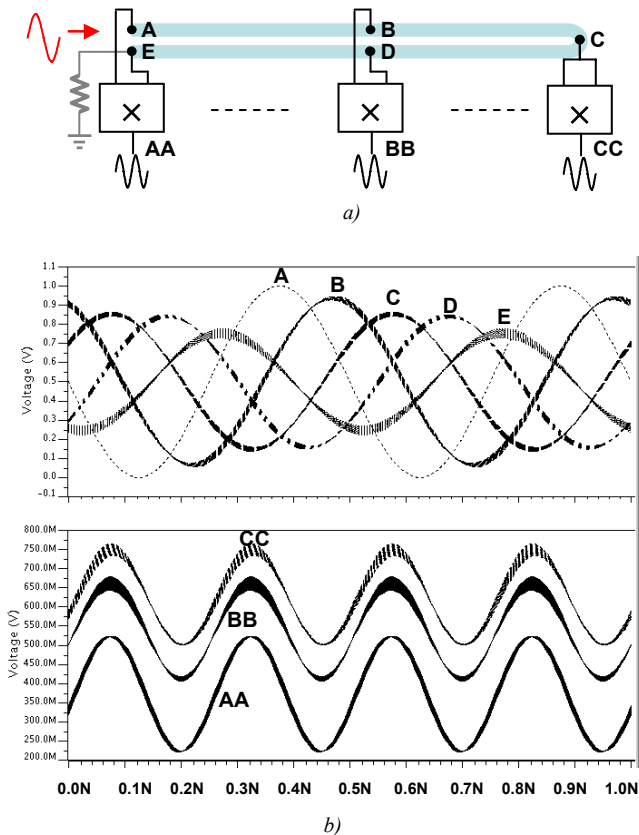 A
E
B
D
C
AA
BB
CC
a)
1.1
1.0
0.9
0.8
0.7
0.6
0.5
0.4
0.3
0.2
0.1
0.0
−0.1
Voltage (V)
A
B
C
D
E
800.0M
750.0M
700.0M
650.0M
600.0M
550.0M
500.0M
450.0M
400.0M
350.0M
300.0M
250.0M
200.0M
Voltage (V)
CC
BB
AA
0.0N 0.1N 0.2N 0.3N 0.4N 0.5N 0.6N 0.7N 0.8N 0.9N 1.0N
b)